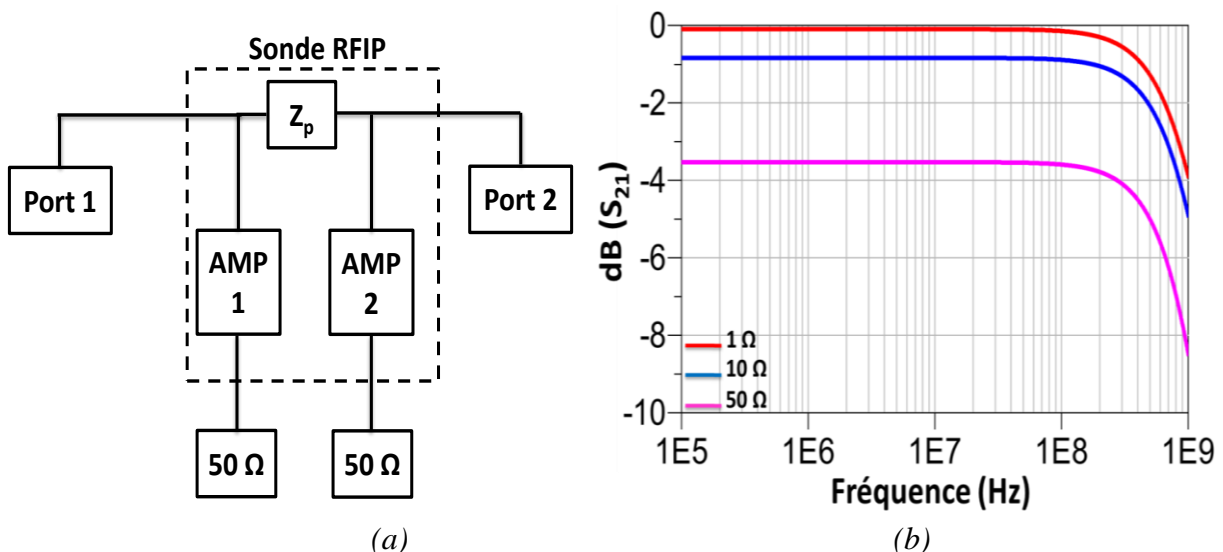 Sonde RFIP
Zp
Port 1
Port 2
AMP
1
AMP
2
50 Ω
50 Ω
(a)
0
-2
-4
-6
-8
-10
dB (S21)
1 Ω
10 Ω
50 Ω
1E5
1E6
1E7
1E8
1E9
Fréquence (Hz)
(b)